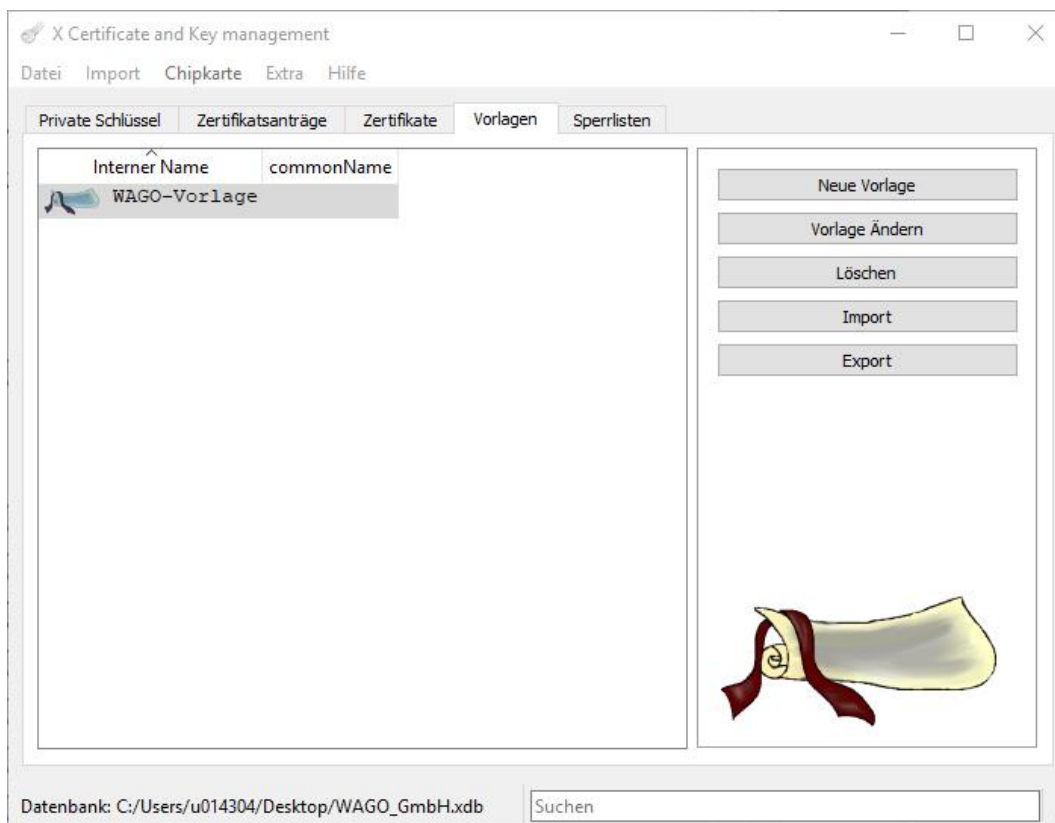 X Certificate and Key management
Datei Import Chipkarte Extra Hilfe
Private Schlüssel Zertifikatsanträge Zertifikate Vorlagen Sperrlisten
Interner Name commonName
WAGO-Vorlage
Neue Vorlage
Vorlage Ändern
Löschen
Import
Export
Datenbank: C:/Users/u014304/Desktop/WAGO_GmbH.xdb Suchen